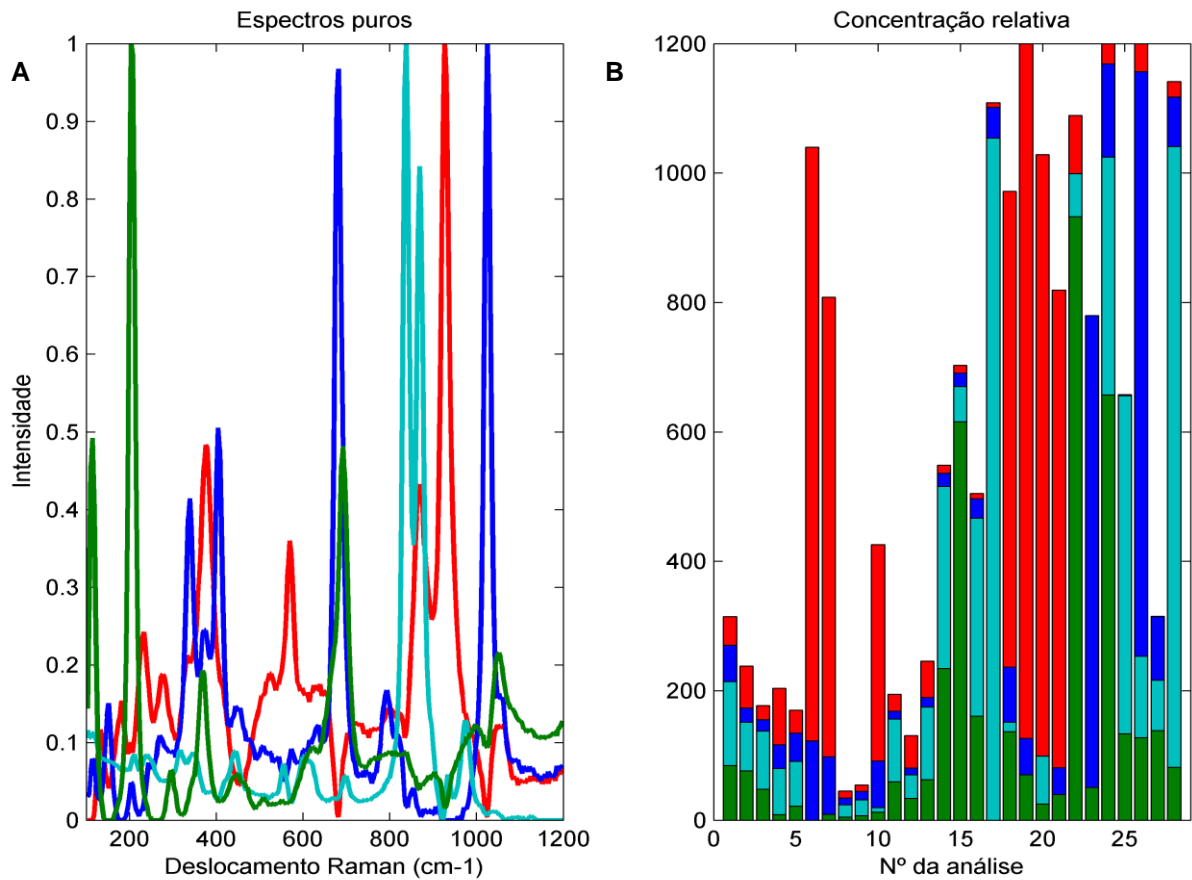 Espectros puros
A
Intensidade
1
0.9
0.8
0.7
0.6
0.5
0.4
0.3
0.2
0.1
0
200 400 600 800 1000 1200
Deslocamento Raman (cm-1)
Concentração relativa
B
1200
1000
800
600
400
200
0
0 5 10 15 20 25
Nº da análise